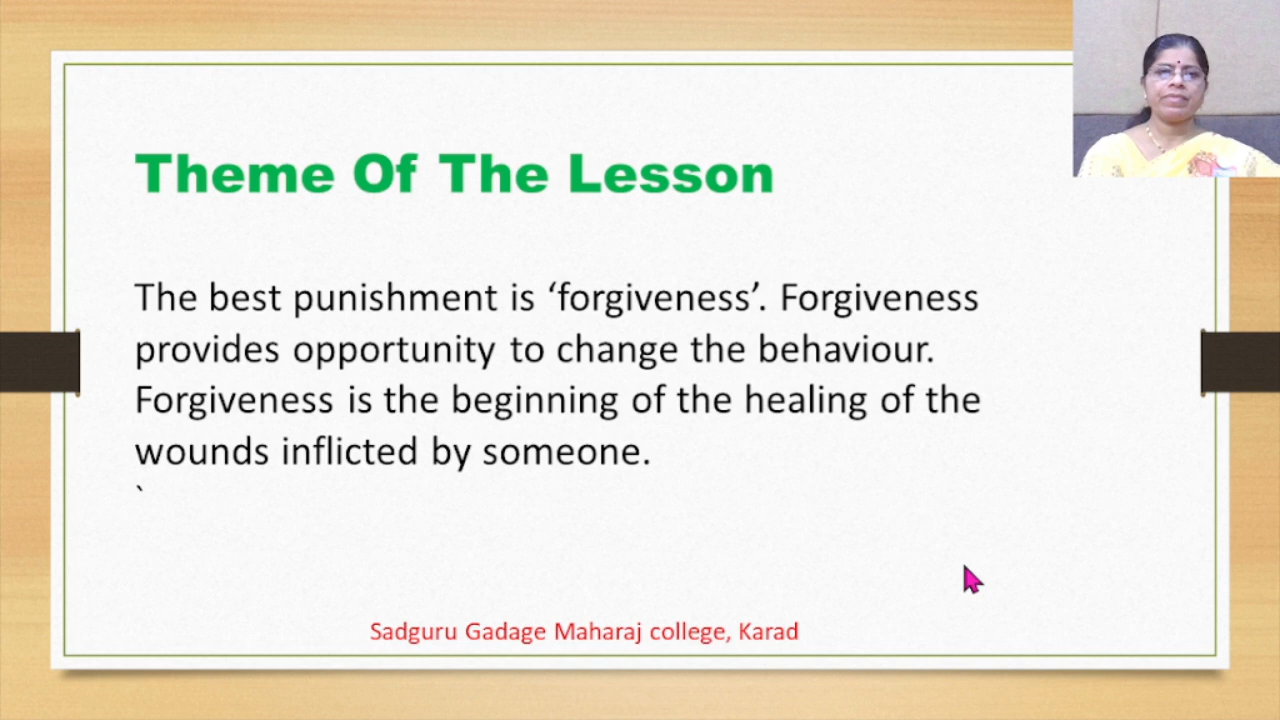 Theme Of The Lesson
The best punishment is ‘forgiveness’. Forgiveness
provides opportunity to change the behaviour.
Forgiveness is the beginning of the healing of the
wounds inflicted by someone.
`
Sadguru Gadage Maharaj college, Karad